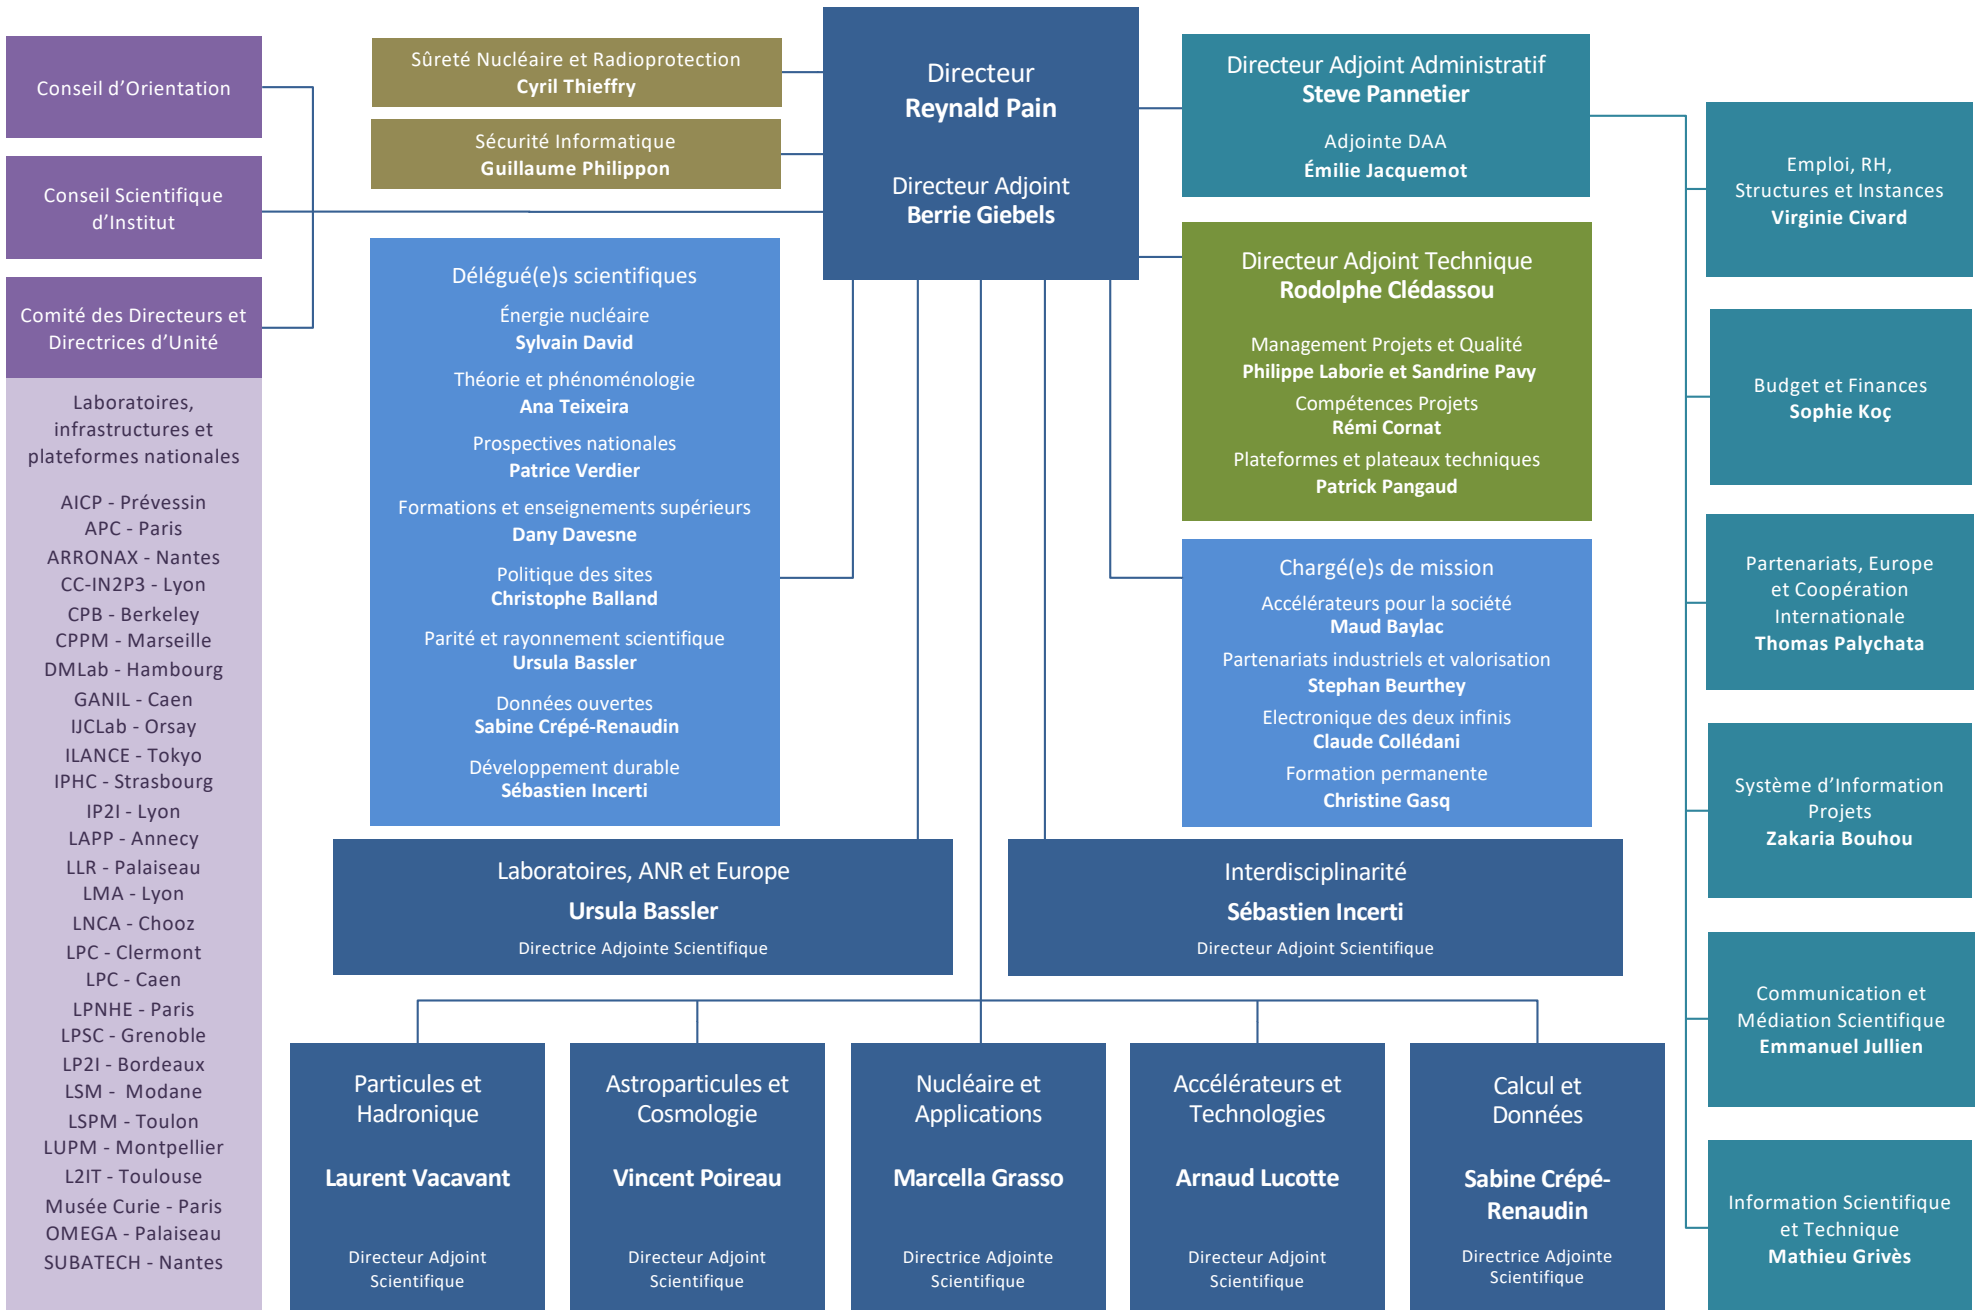 Conseil d’Orientation
Conseil Scientifique
d’Institut
Comité des Directeurs et
Directrices d’Unité
Laboratoires,
infrastructures et
plateformes nationales
AICP - Prévessin
APC - Paris
ARRONAX - Nantes
CC-IN2P3 - Lyon
CPB - Berkeley
CPPM - Marseille
DMLab - Hambourg
GANIL - Caen
IJCLab - Orsay
ILANCE - Tokyo
IPHC - Strasbourg
IP2I - Lyon
LAPP - Annecy
LLR - Palaiseau
LMA - Lyon
LNCA - Chooz
LPC - Clermont
LPC - Caen
LPNHE - Paris
LPSC - Grenoble
LP2I - Bordeaux
LSM - Modane
LSPM - Toulon
LUPM - Montpellier
L2IT - Toulouse
Musée Curie - Paris
OMEGA - Palaiseau
SUBATECH - Nantes
Sûreté Nucléaire et Radioprotection
Cyril Thieffry
Sécurité Informatique
Guillaume Philippon
Directeur
Reynald Pain
Directeur Adjoint
Berrie Giebels
Délégué(e)s scientifiques
Énergie nucléaire
Sylvain David
Théorie et phénoménologie
Ana Teixeira
Prospectives nationales
Patrice Verdier
Formations et enseignements supérieurs
Dany Davesne
Politique des sites
Christophe Balland
Parité et rayonnement scientifique
Ursula Bassler
Données ouvertes
Sabine Crépé-Renaudin
Développement durable
Sébastien Incerti
Directeur Adjoint Administratif
Steve Pannetier
Adjointe DAA
Émilie Jacquemot
Directeur Adjoint Technique
Rodolphe Clédassou
Management Projets et Qualité
Philippe Laborie et Sandrine Pavy
Compétences Projets
Rémi Cornat
Plateformes et plateaux techniques
Patrick Pangaud
Chargé(e)s de mission
Accélérateurs pour la société
Maud Baylac
Partenariats industriels et valorisation
Stephan Beurthey
Electronique des deux infinis
Claude Collédani
Formation permanente
Christine Gasq
Emploi, RH,
Structures et Instances
Virginie Civard
Budget et Finances
Sophie Koç
Partenariats, Europe
et Coopération
Internationale
Thomas Palychata
Système d’Information
Projets
Zakaria Bouhou
Communication et
Médiation Scientifique
Emmanuel Jullien
Information Scientifique
et Technique
Mathieu Grivès
Laboratoires, ANR et Europe
Ursula Bassler
Directrice Adjointe Scientifique
Interdisciplinarité
Sébastien Incerti
Directeur Adjoint Scientifique
Particules et
Hadronique
Laurent Vacavant
Directeur Adjoint
Scientifique
Astroparticules et
Cosmologie
Vincent Poireau
Directeur Adjoint
Scientifique
Nucléaire et
Applications
Marcella Grasso
Directrice Adjointe
Scientifique
Accélérateurs et
Technologies
Arnaud Lucotte
Directeur Adjoint
Scientifique
Calcul et
Données
Sabine Crépé-
Renaudin
Directrice Adjointe
Scientifique